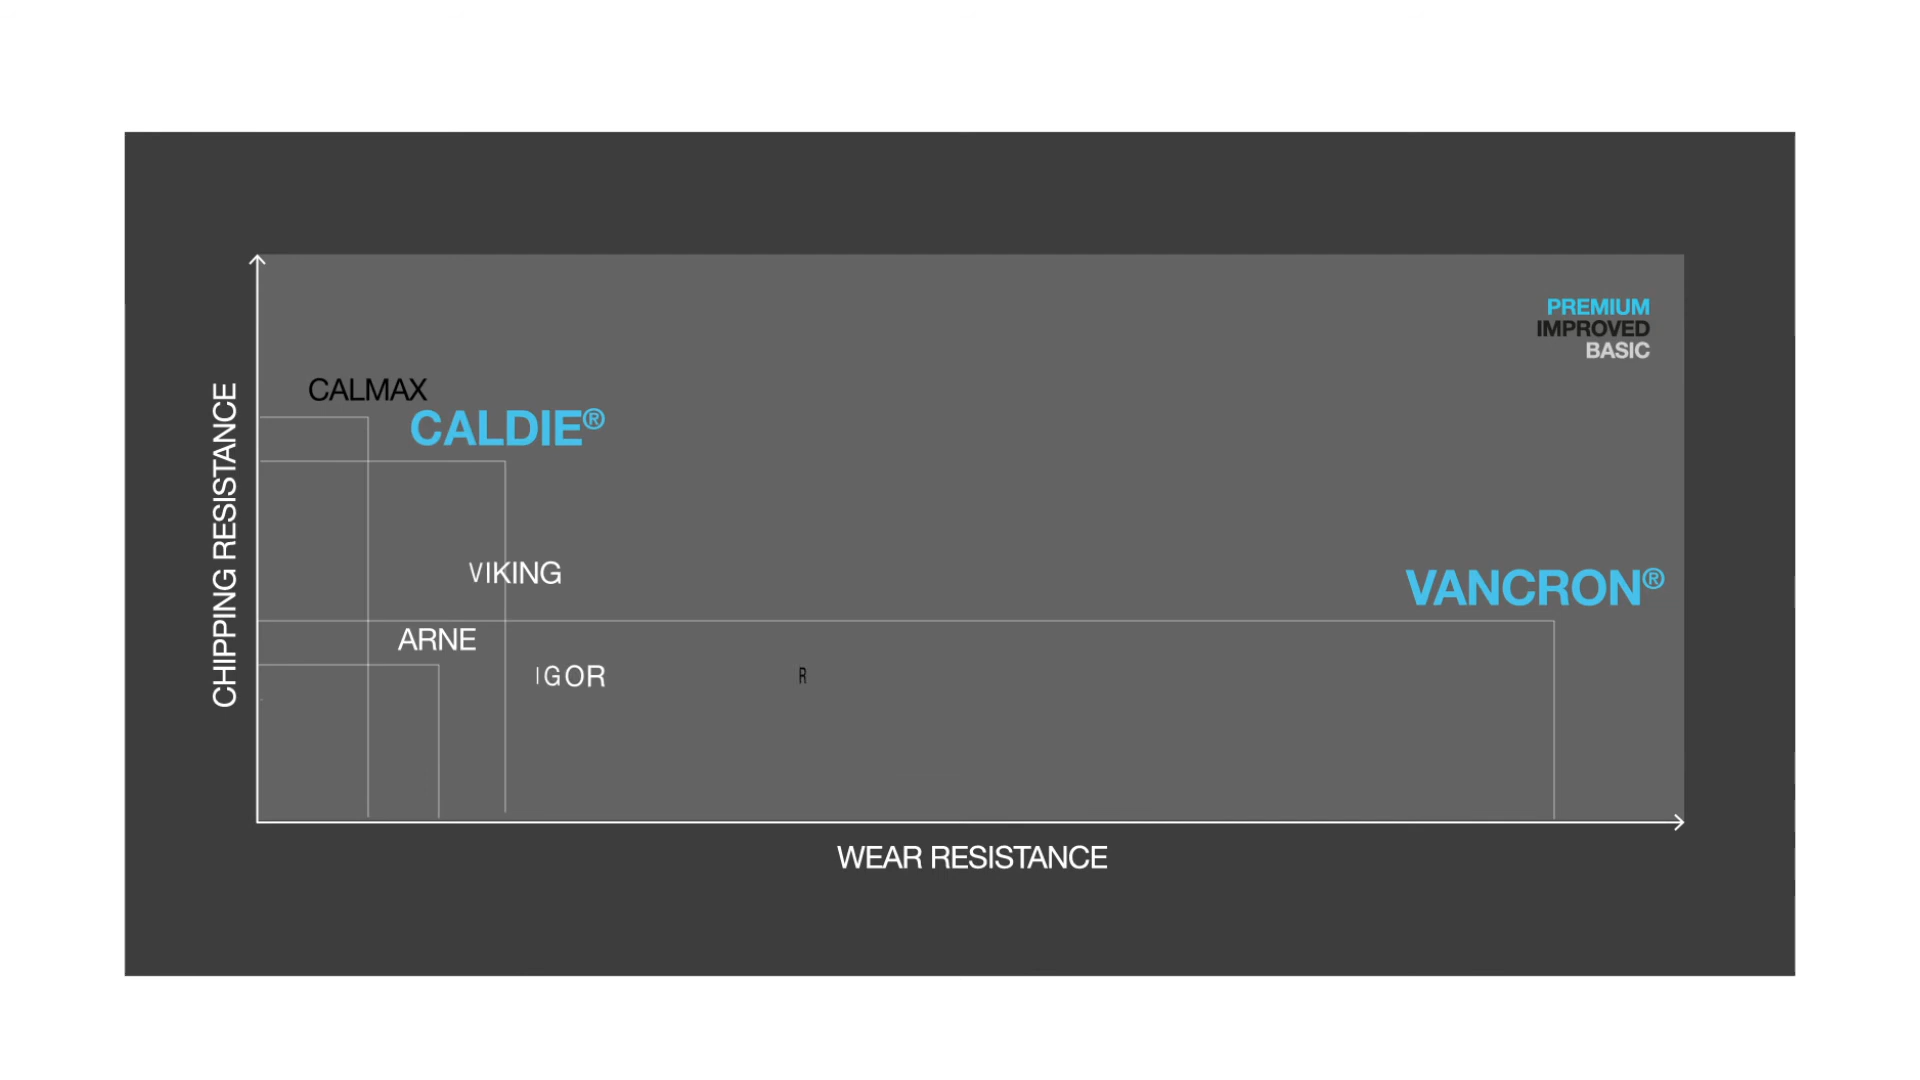 PREMIUM
IMPROVED
BASIC
CALMAX
CALDIE®
VIKING
VANCRON®
ARNE
IGOR
R
CHIPPING RESISTANCE
WEAR RESISTANCE